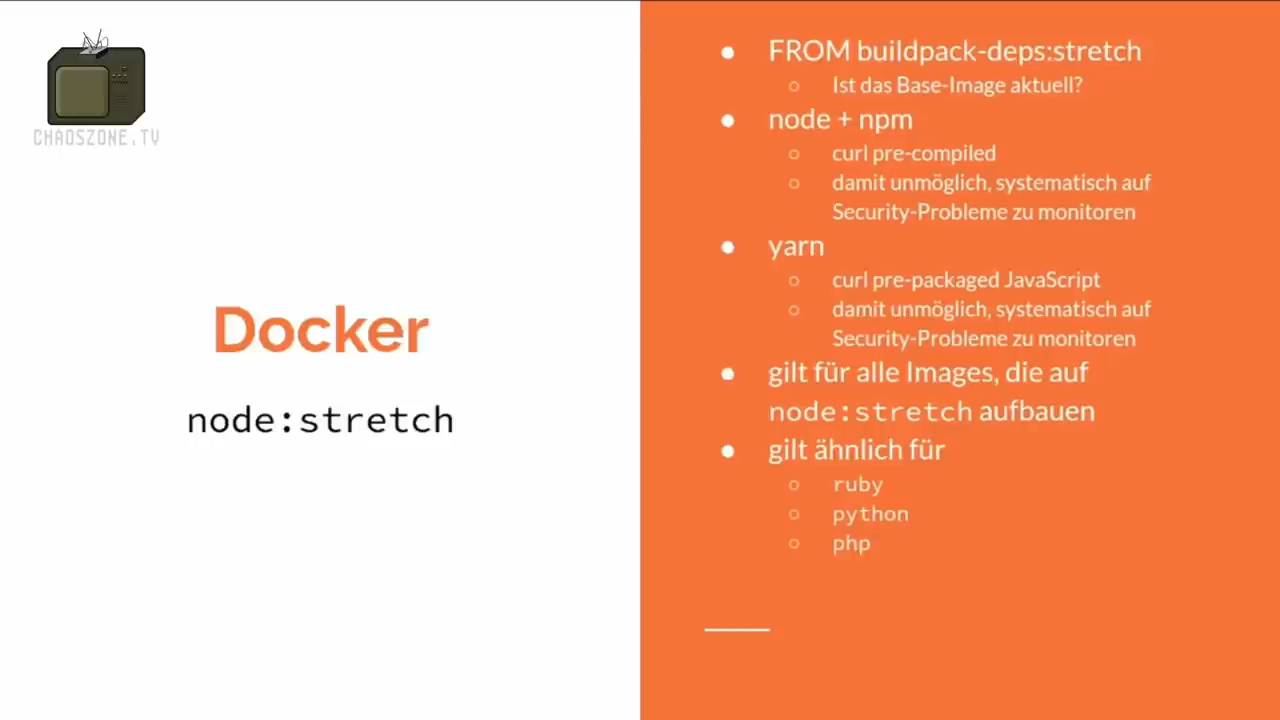 CHAOSZONE.TV
Docker
node:stretch
FROM buildpack-deps:stretch
Ist das Base-Image aktuell?
node + npm
curl pre-compiled
damit unmöglich, systematisch auf
Security-Probleme zu monitoren
yarn
curl pre-packaged JavaScript
damit unmöglich, systematisch auf
Security-Probleme zu monitoren
gilt für alle Images, die auf
node:stretch aufbauen
gilt ähnlich für
ruby
python
php